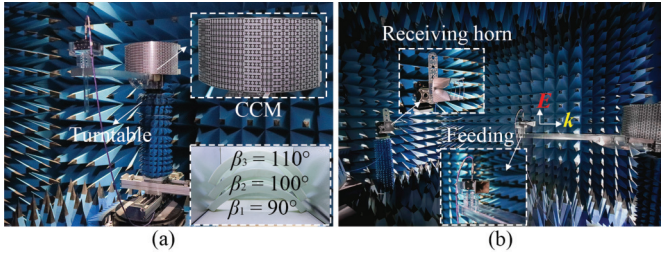 CCM
Turntable
β₃ = 110°
β₂ = 100°
β₁ = 90°
(a)
Receiving horn
E
k
Feeding
(b)